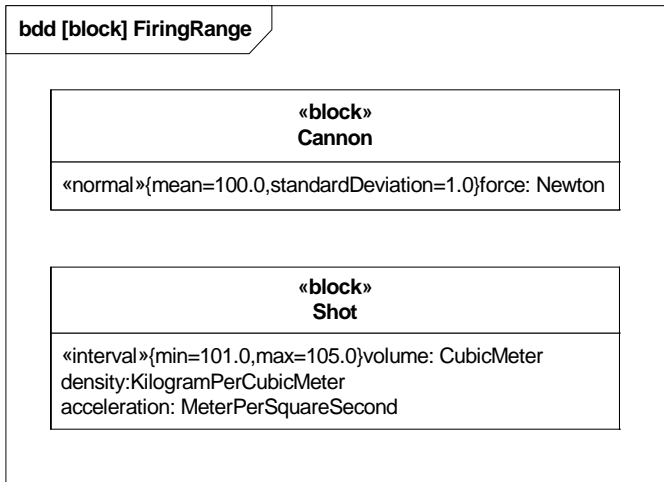 bdd [block] FiringRange
«block»
Cannon
«normal»{mean=100.0,standardDeviation=1.0}force: Newton
«block»
Shot
«interval»{min=101.0,max=105.0}volume: CubicMeter
density:KilogramPerCubicMeter
acceleration: MeterPerSquareSecond